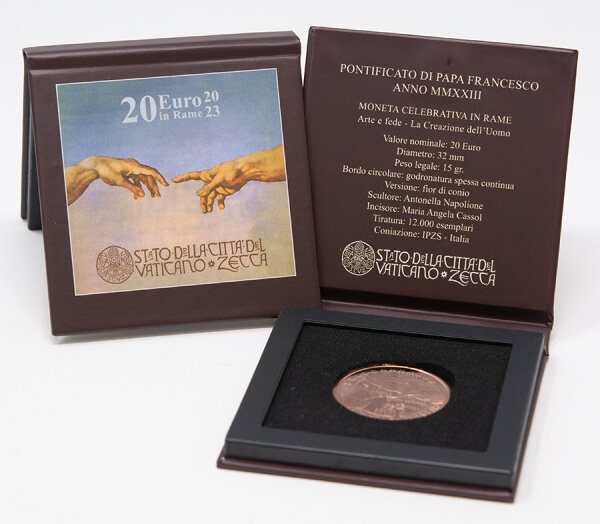 20 Euro 20
in Rame 23
STATO·DELLA·CITTÀ·DEL
VATICANO * ZECCA
PONTIFICATO DI PAPA FRANCESCO
ANNO MMXXIII
MONETA CELEBRATIVA IN RAME
Arte e fede - La Creazione dell'Uomo
Valore nominale: 20 Euro
Diametro: 32 mm
Peso legale: 15 gr.
Bordo circolare: godronatura spessa continua
Versione: fior di conio
Scultore: Antonella Napolione
Incisore: Maria Angela Cassol
Tiratura: 12.000 esemplari
Coniazione: IPZS - Italia
STATO·DELLA·CITTÀ·DEL
VATICANO * ZECCA